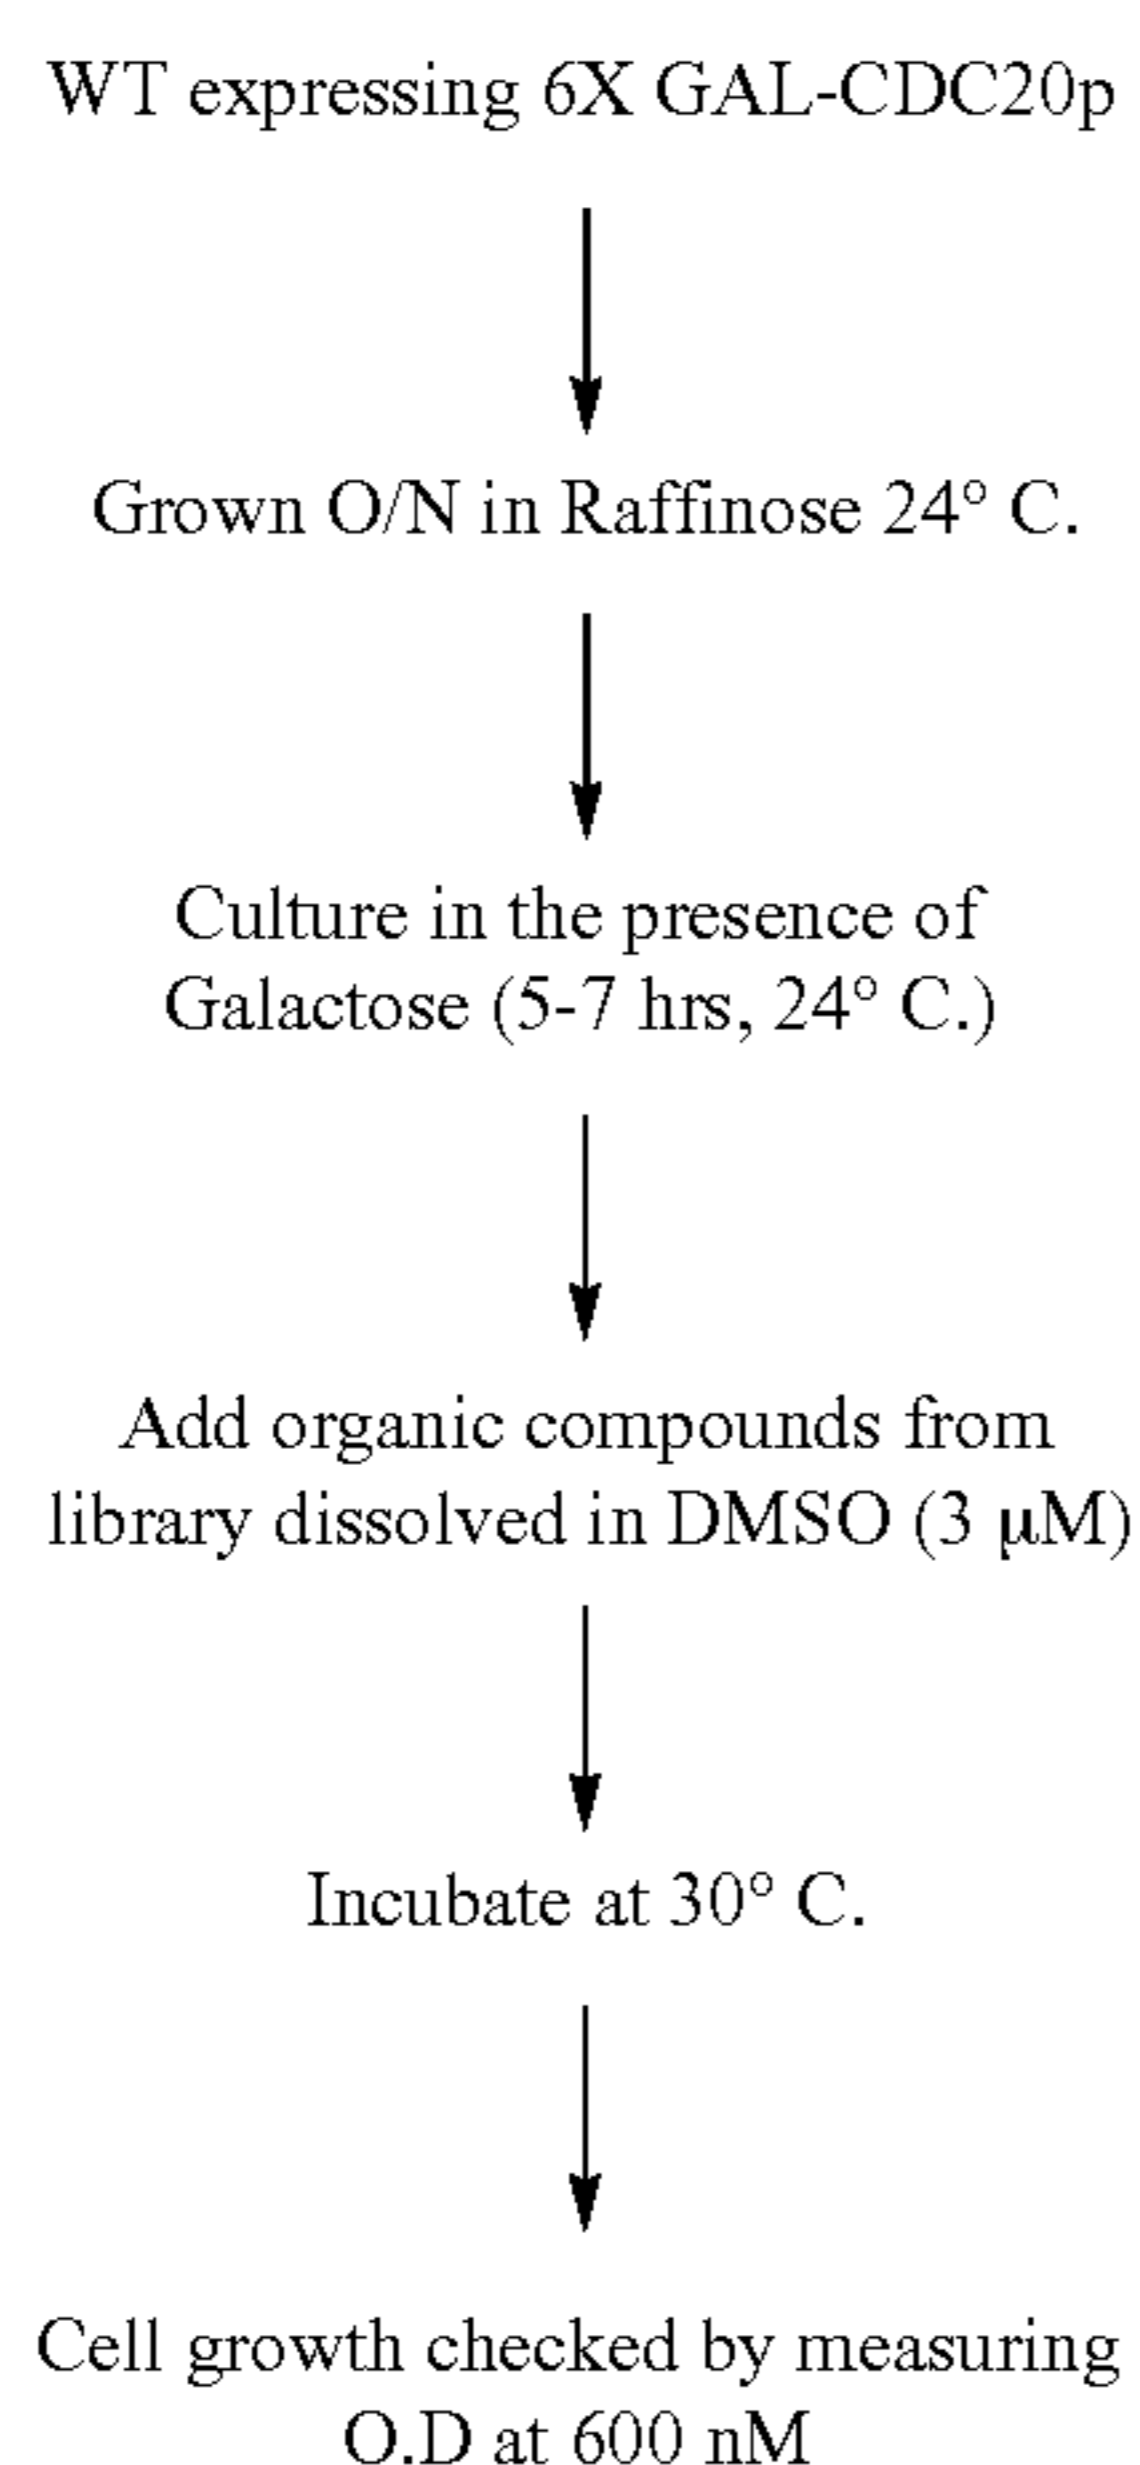 WT expressing 6X GAL-CDC20p
Grown O/N in Raffinose 24° C.
Culture in the presence of
Galactose (5-7 hrs, 24° C.)
Add organic compounds from
library dissolved in DMSO (3 μM)
Incubate at 30° C.
Cell growth checked by measuring
O.D at 600 nM